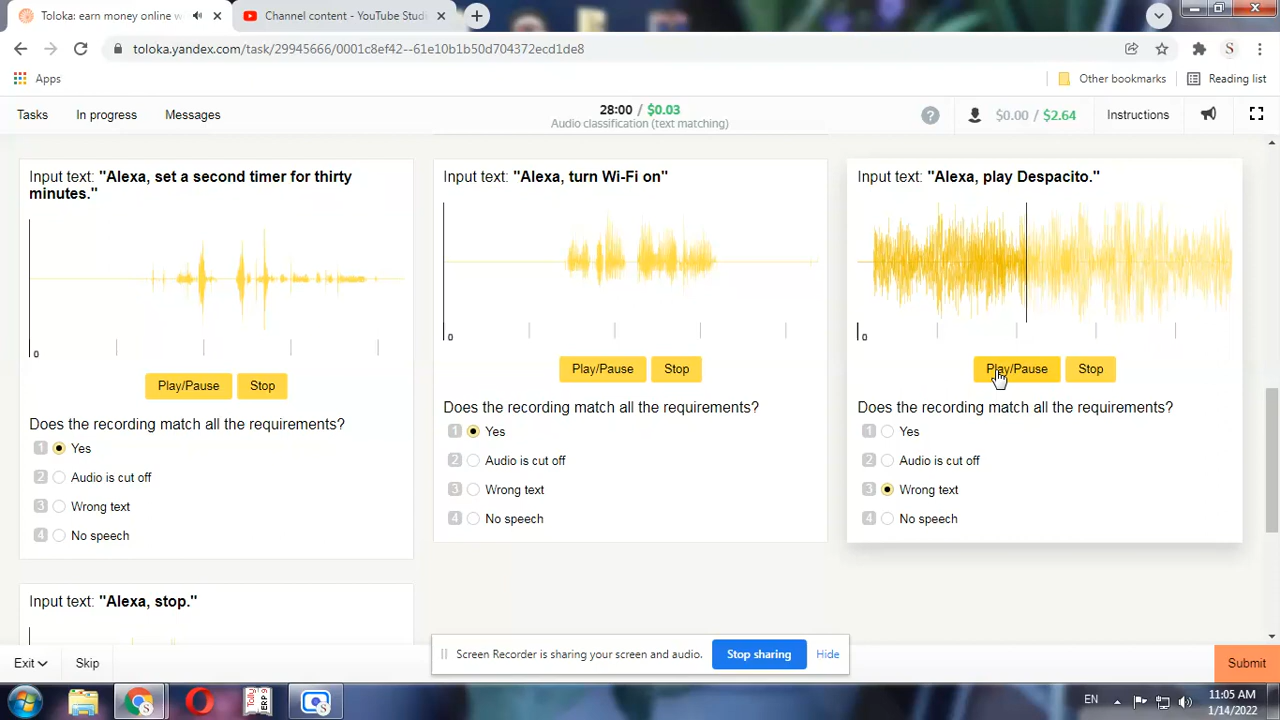 Toloka: earn money online w
Channel content - YouTube Stud
toloka.yandex.com/task/29945666/0001c8ef42--61e10b1b50d704372ecd1de8
S
Apps
Other bookmarks
Reading list
Tasks
In progress
Messages
28:00 / $0.03
Audio classification (text matching)
?
$0.00 / $2.64
Instructions
Input text: "Alexa, set a second timer for thirty
minutes."
0
Play/Pause
Stop
Does the recording match all the requirements?
1 Yes
2 Audio is cut off
3 Wrong text
4 No speech
Input text: "Alexa, turn Wi-Fi on"
0
Play/Pause
Stop
Does the recording match all the requirements?
1 Yes
2 Audio is cut off
3 Wrong text
4 No speech
Input text: "Alexa, play Despacito."
0
Play/Pause
Stop
Does the recording match all the requirements?
1 Yes
2 Audio is cut off
3 Wrong text
4 No speech
Input text: "Alexa, stop."
Screen Recorder is sharing your screen and audio.
Stop sharing
Hide
Exit
Skip
Submit
EN
11:05 AM
1/14/2022